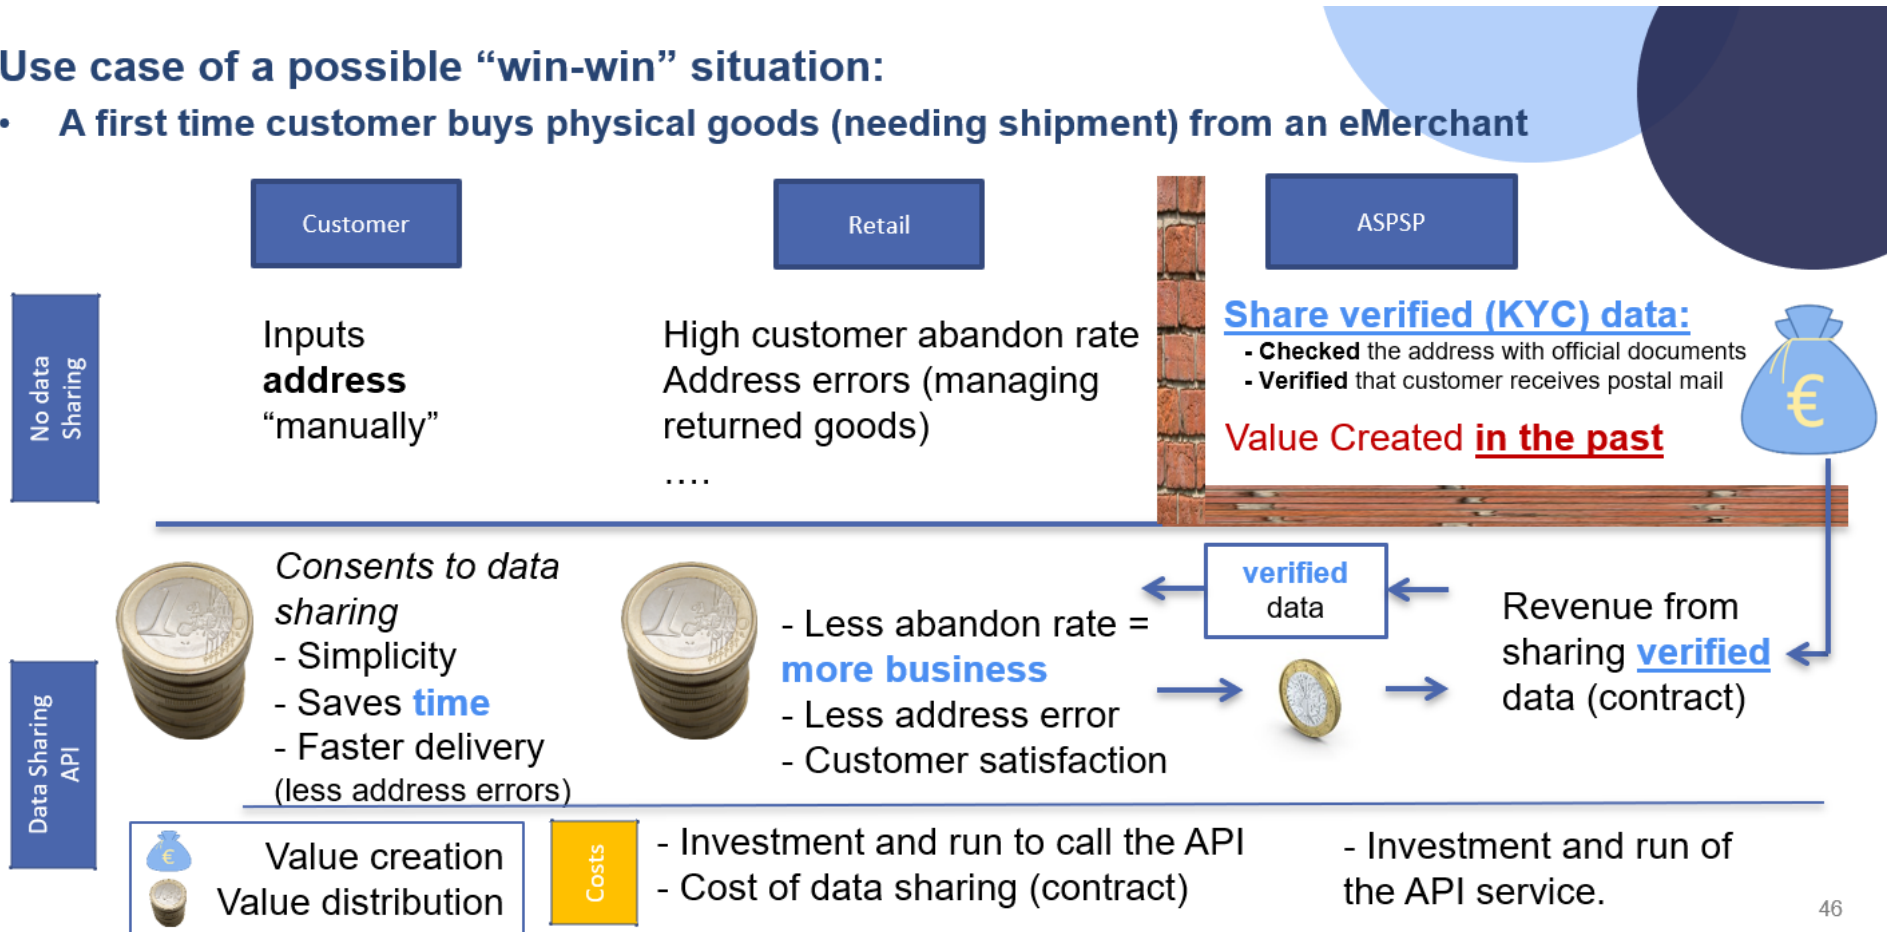 Use case of a possible “win-win” situation:
• A first time customer buys physical goods (needing shipment) from an eMerchant
Customer
Retail
ASPSP
No data
Sharing
Inputs
address
“manually”
High customer abandon rate
Address errors (managing
returned goods)
....
Share verified (KYC) data:
- Checked the address with official documents
- Verified that customer receives postal mail
Value Created in the past
€
Data Sharing
API
Consents to data
sharing
- Simplicity
- Saves time
- Faster delivery
(less address errors)
- Less abandon rate =
more business
- Less address error
- Customer satisfaction
verified
data
Revenue from
sharing verified
data (contract)
€
Value creation
Value distribution
Costs
- Investment and run to call the API
- Cost of data sharing (contract)
- Investment and run of
the API service.
46